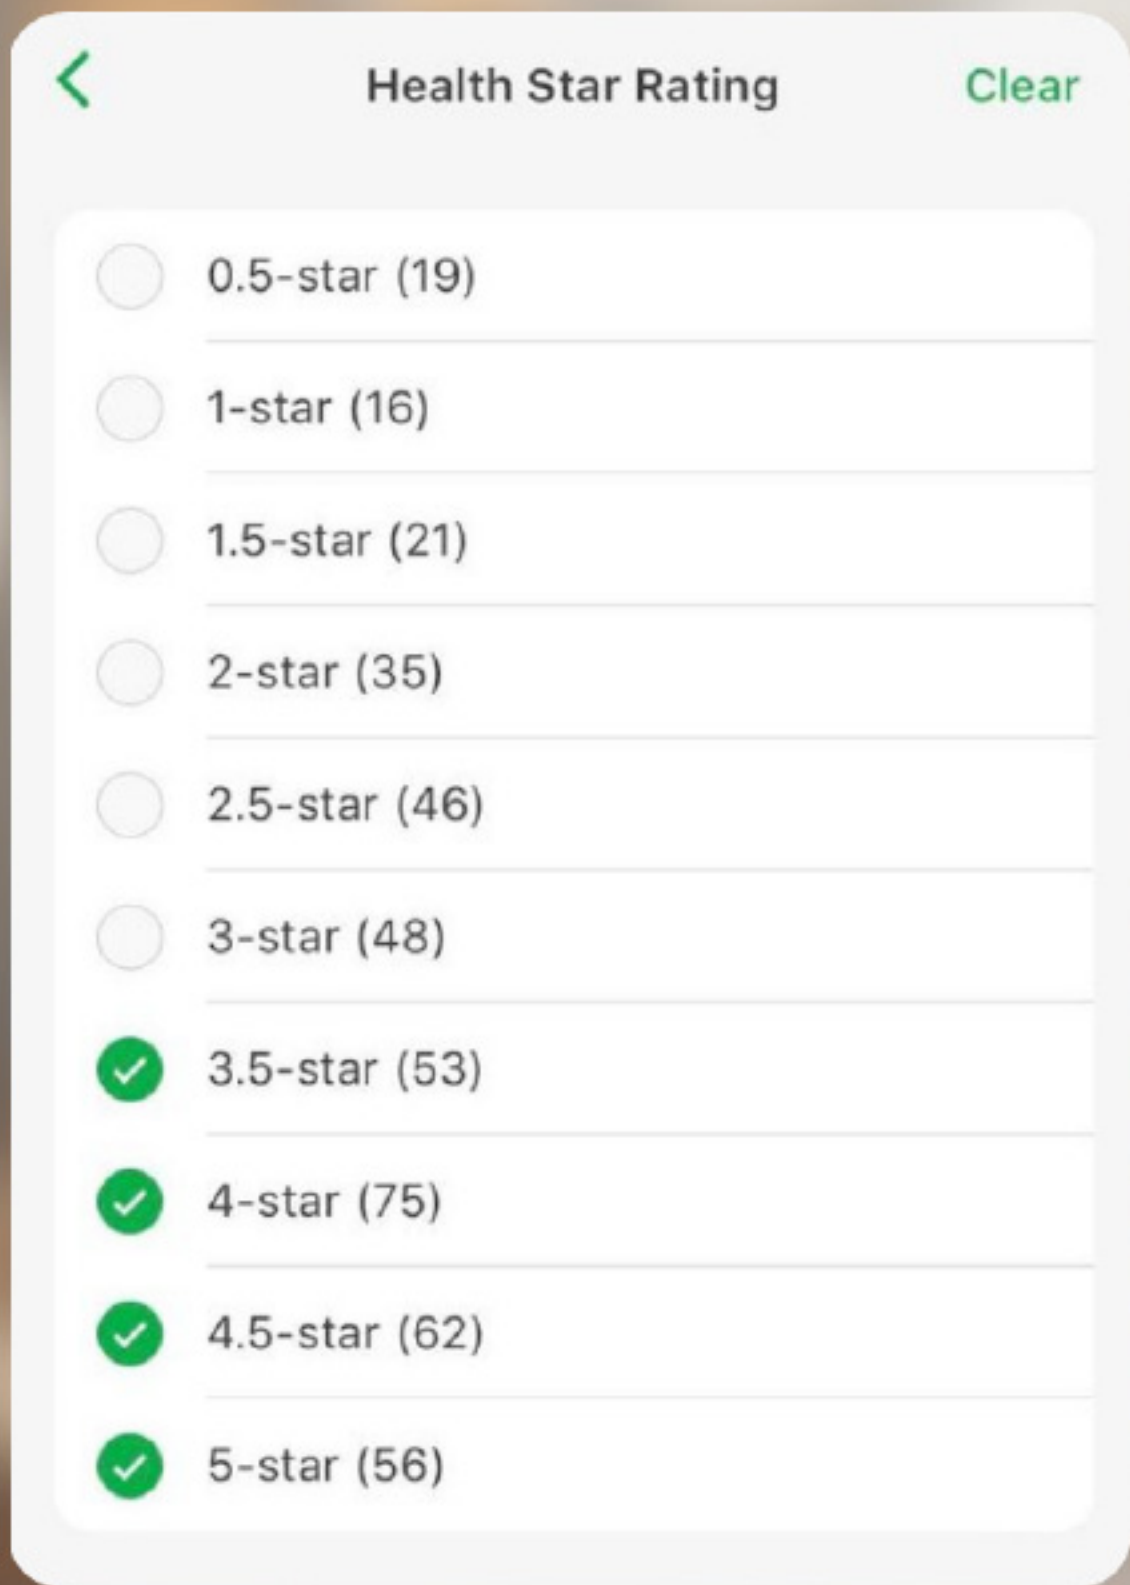 Health Star Rating
Clear
0.5-star (19)
1-star (16)
1.5-star (21)
2-star (35)
2.5-star (46)
3-star (48)
3.5-star (53)
4-star (75)
4.5-star (62)
5-star (56)